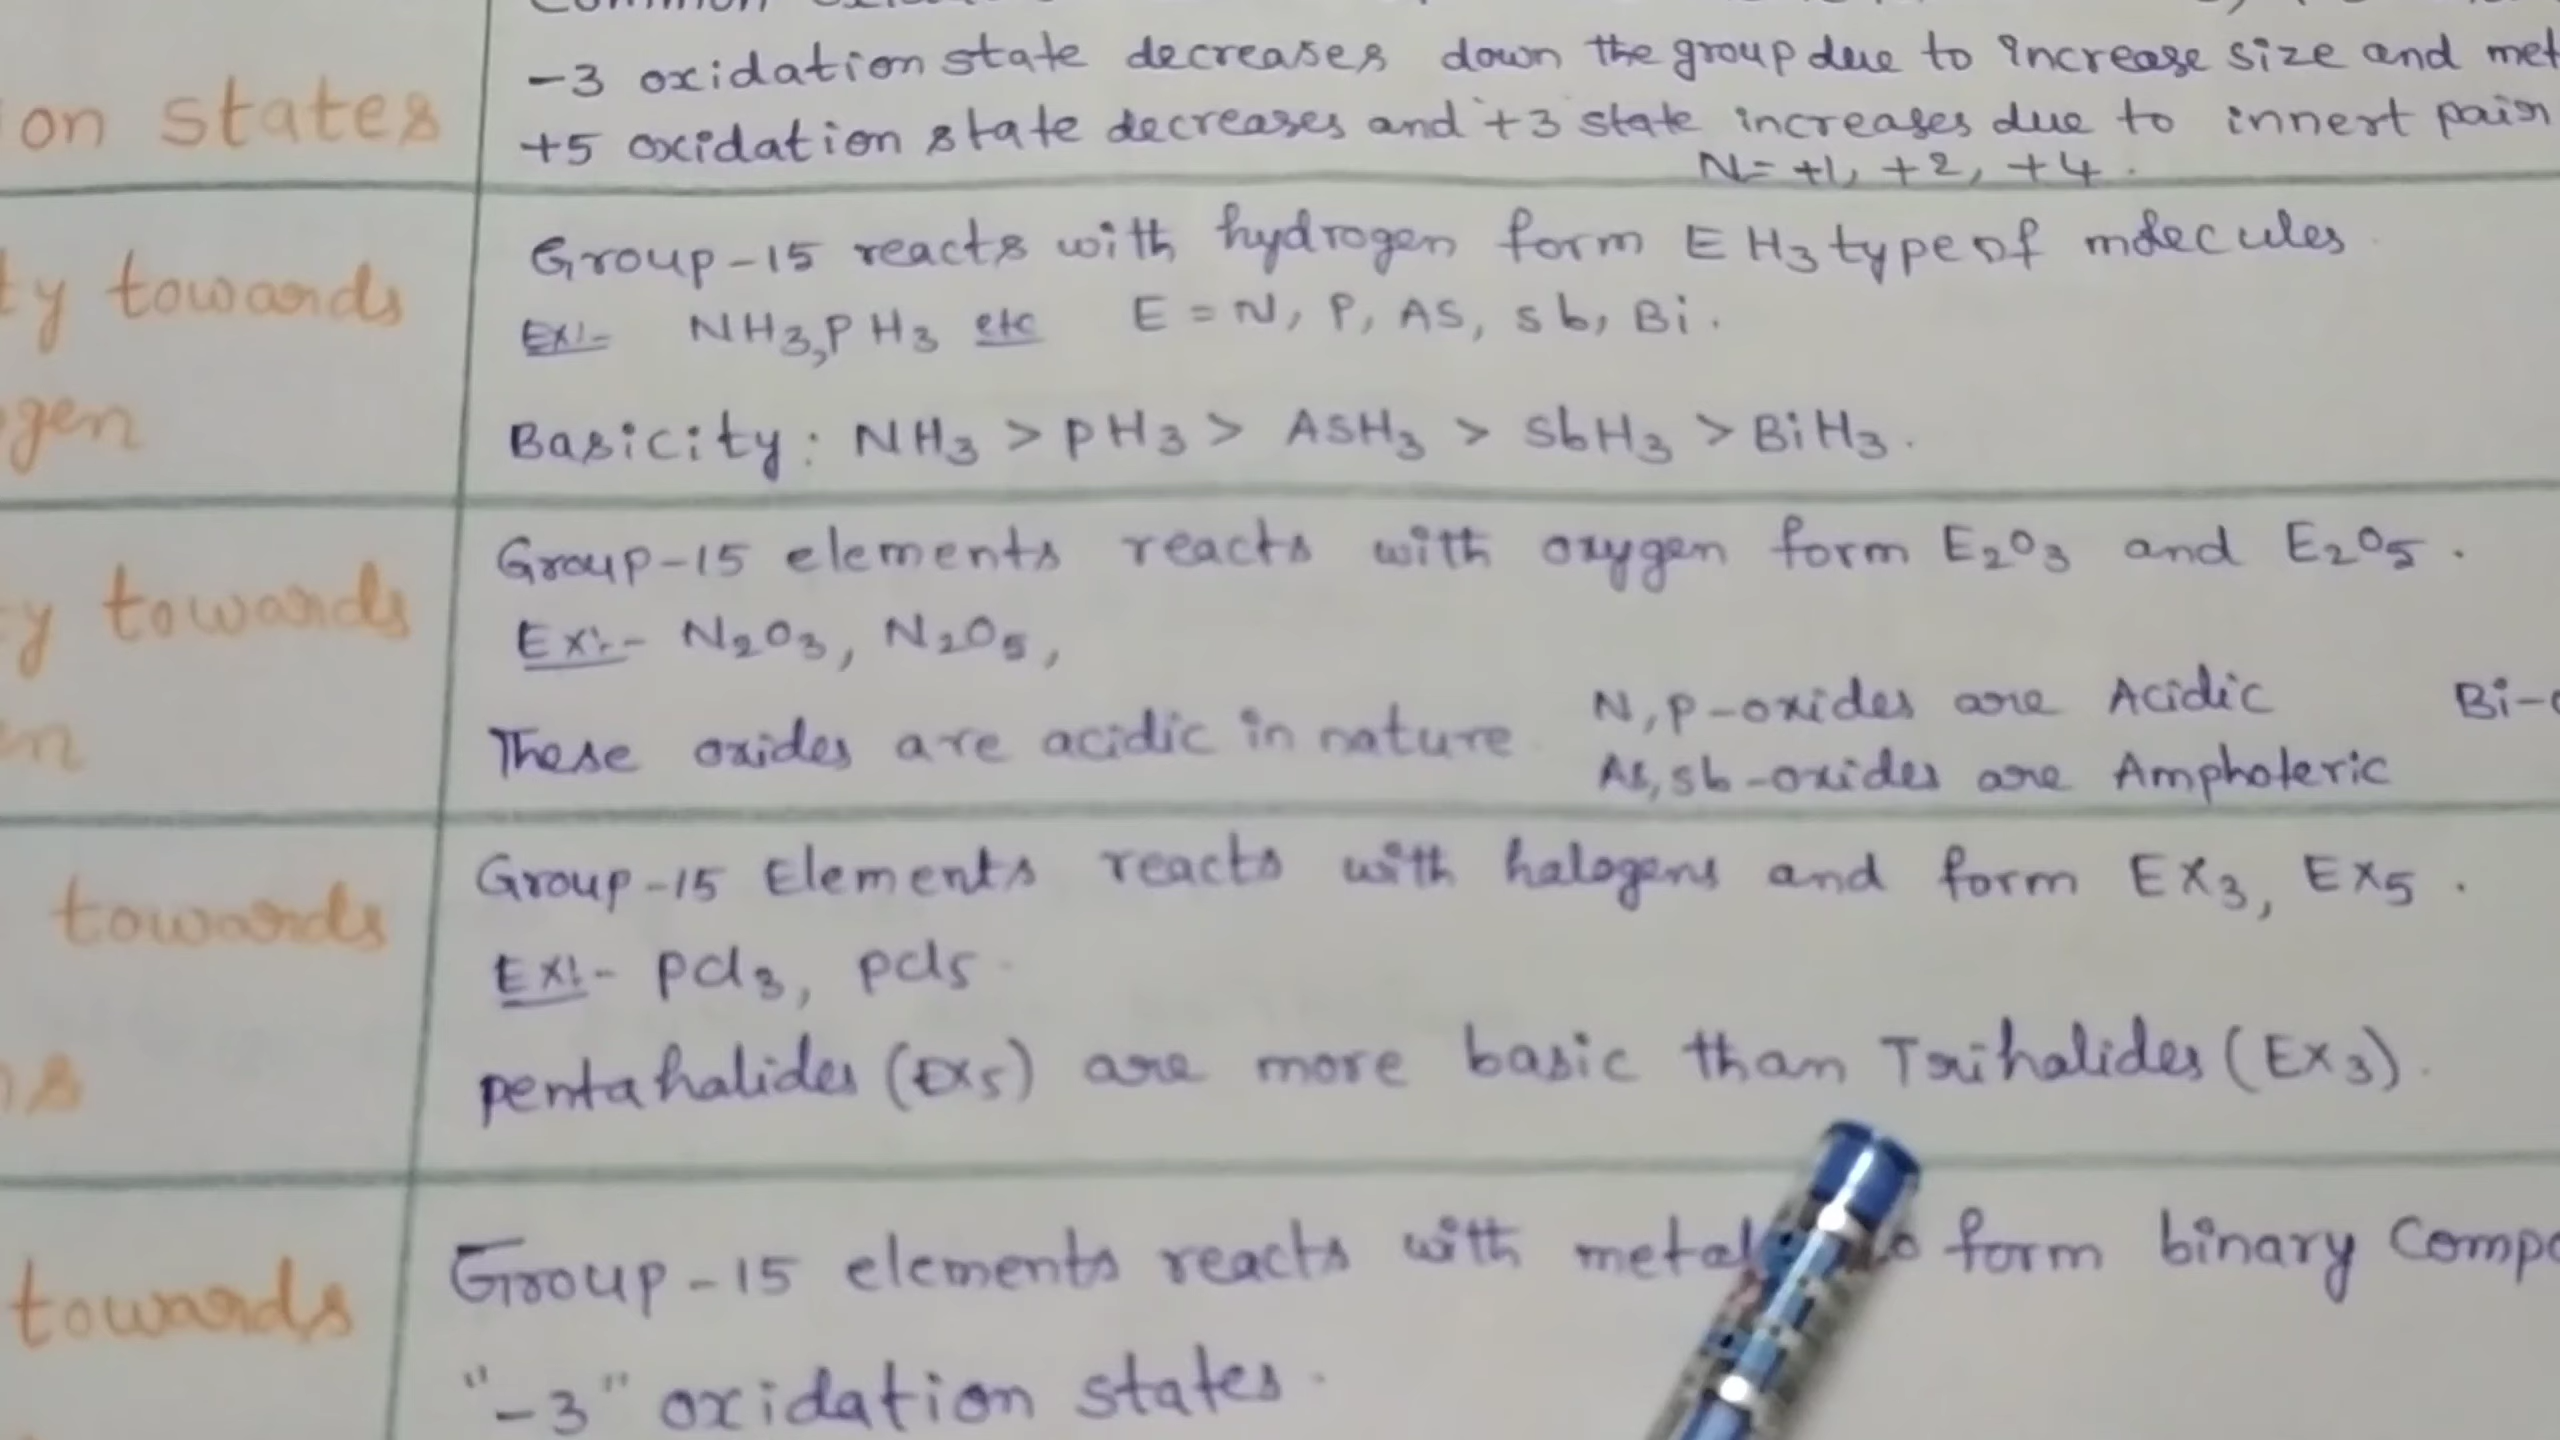 -3 oxidation state decreases down the group due to increase size and met
on states
+5 oxidation state decreases and +3 state increases due to innert pair
N= +1, +2, +4.
Group-15 reacts with hydrogen form EH3 type of molecules
ty towards
Ex:- NH3, PH3 etc E = N, P, AS, Sb, Bi.
gen
Basicity: NH3 > PH3 > ASH3 > SbH3 > BiH3.
Group-15 elements reacts with oxygen form E2O3 and E2O5.
y towards
Ex:- N2O3, N2O5,
N,P-oxides are Acidic Bi-
en
These oxides are acidic in nature
As,Sb-oxides are Amphoteric
Group-15 Elements reacts with halogens and form EX3, EX5.
towards
Ex:- PCl3, PCl5
ns
pentahalides (EX5) are more basic than Trihalides (EX3).
Group-15 elements reacts with metal form binary Comp
towards
"-3" oxidation states.